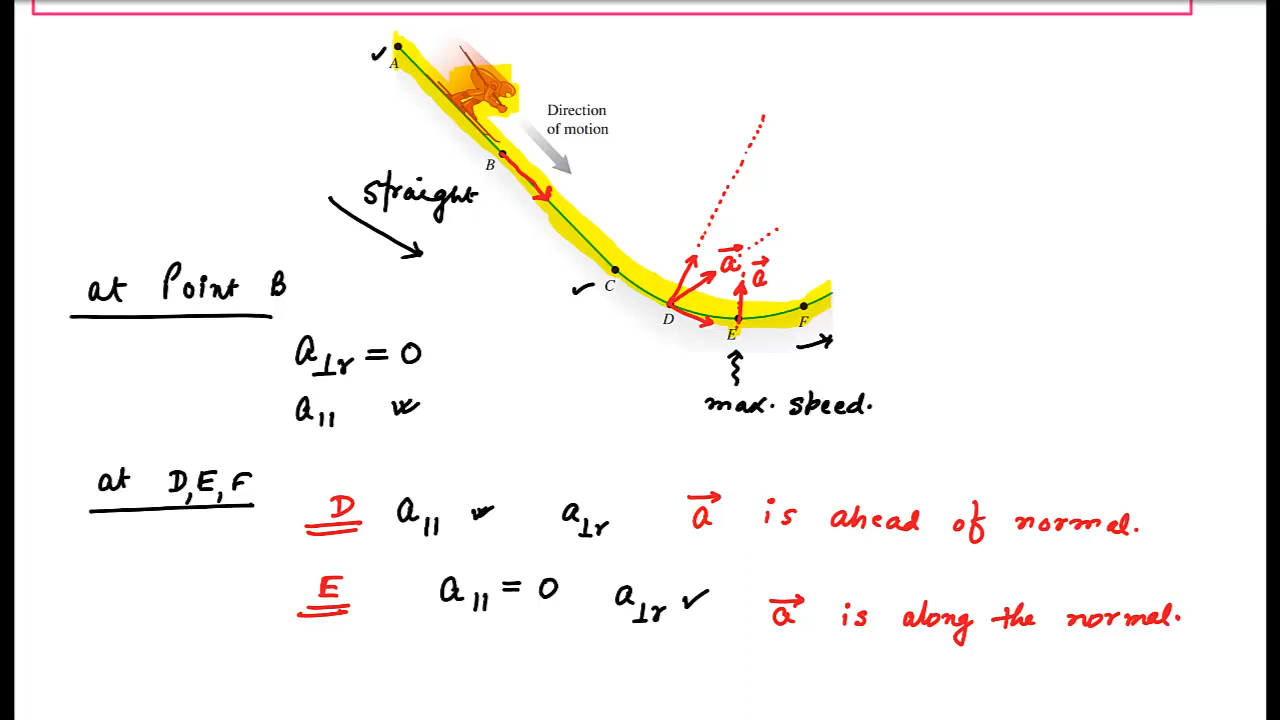 A
Direction
of motion
B
straight
a⃗
a⃗
at Point B
C
D
E
F
a⊥r = 0
a||
max. speed.
at D,E,F
D a|| a⊥r a⃗ is ahead of normal.
E a|| = 0 a⊥r ✓ a⃗ is along the normal.